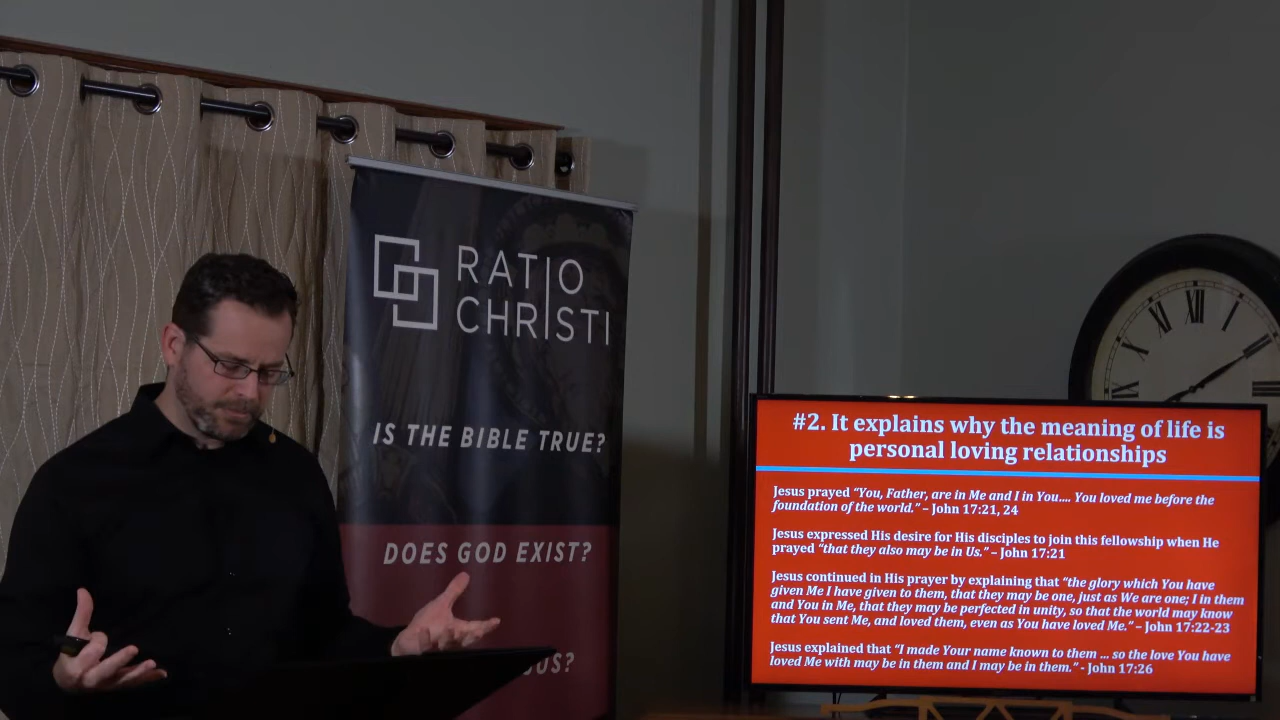 RATIO
CHRISTI
IS THE BIBLE TRUE?
DOES GOD EXIST?
US?
#2. It explains why the meaning of life is
personal loving relationships
Jesus prayed “You, Father, are in Me and I in You.... You loved me before the
foundation of the world.” – John 17:21, 24
Jesus expressed His desire for His disciples to join this fellowship when He
prayed “that they also may be in Us.” – John 17:21
Jesus continued in His prayer by explaining that “the glory which You have
given Me I have given to them, that they may be one, just as We are one; I in them
and You in Me, that they may be perfected in unity, so that the world may know
that You sent Me, and loved them, even as You have loved Me.” – John 17:22-23
Jesus explained that “I made Your name known to them ... so the love You have
loved Me with may be in them and I may be in them.” - John 17:26
XI XII I II III X IX